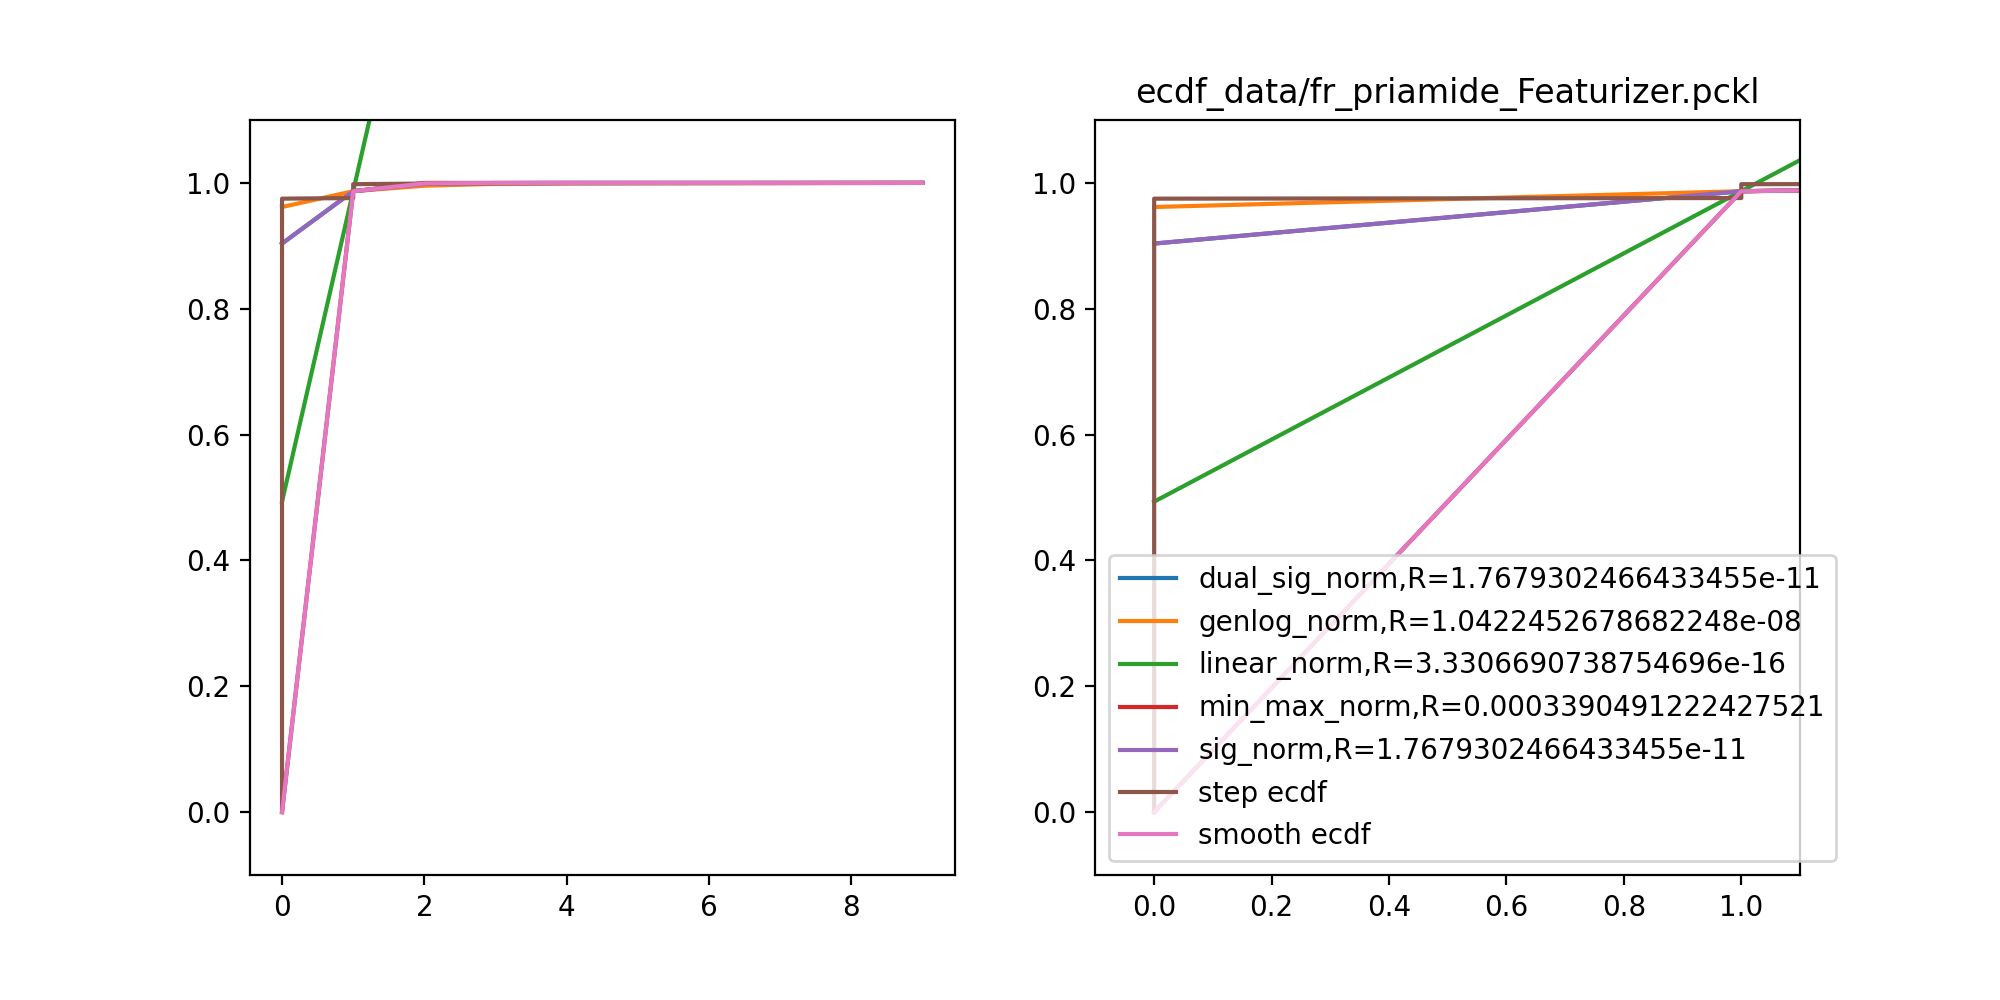 ecdf_data/fr_priamide_Featurizer.pckl
1.0
0.8
0.6
0.4
0.2
0.0
0 2 4 6 8
1.0
0.8
0.6
0.4
0.2
0.0
dual_sig_norm,R=1.7679302466433455e-11
genlog_norm,R=1.0422452678682248e-08
linear_norm,R=3.3306690738754696e-16
min_max_norm,R=0.0003390491222427521
sig_norm,R=1.7679302466433455e-11
step ecdf
smooth ecdf
0.0 0.2 0.4 0.6 0.8 1.0